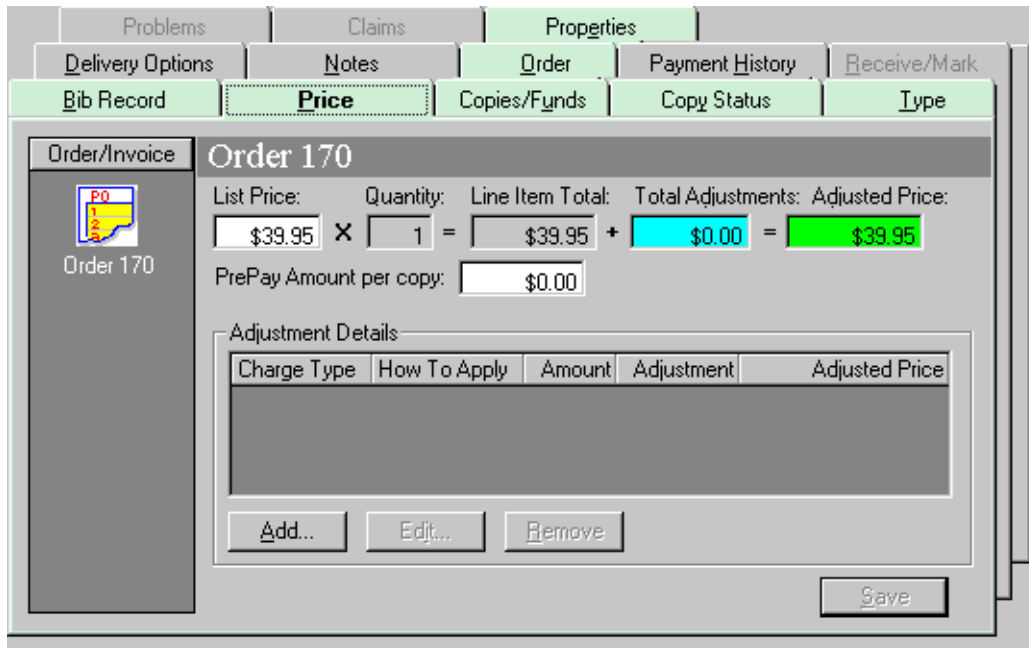 Problems Claims Properties
Delivery Options Notes Order Payment History Receive/Mark
Bib Record Price Copies/Funds Copy Status Type
Order/Invoice Order 170
PO
1
2
3
Order 170
List Price: Quantity: Line Item Total: Total Adjustments: Adjusted Price:
$39.95 X 1 = $39.95 + $0.00 = $39.95
PrePay Amount per copy: $0.00
Adjustment Details
Charge Type How To Apply Amount Adjustment Adjusted Price
Add... Edit... Remove
Save